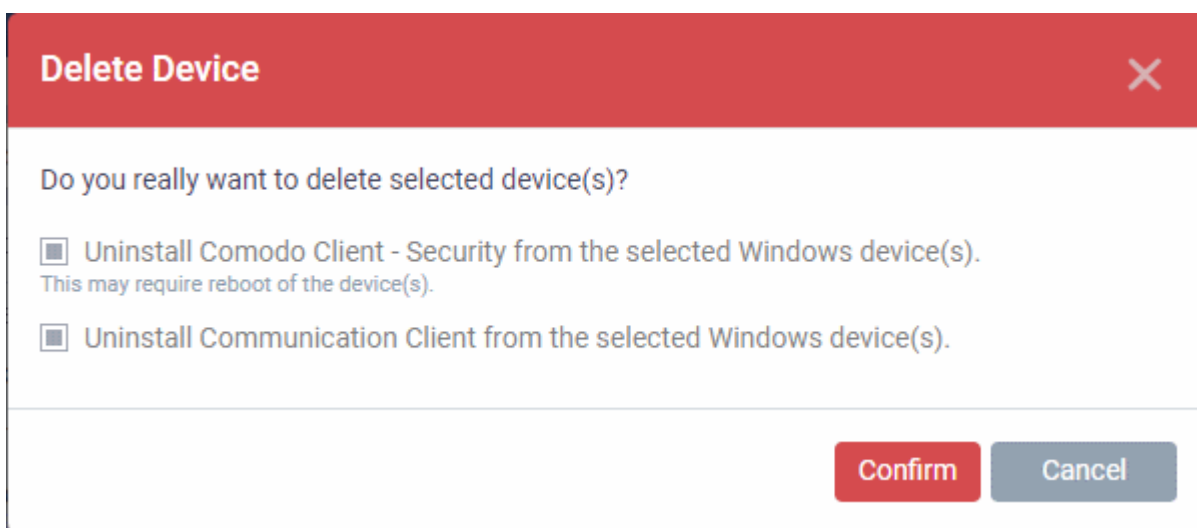 Delete Device
Do you really want to delete selected device(s)?
Uninstall Comodo Client - Security from the selected Windows device(s).
This may require reboot of the device(s).
Uninstall Communication Client from the selected Windows device(s).
Confirm Cancel